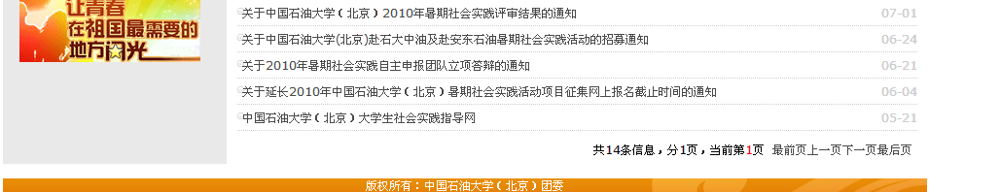 让青春
在祖国最需要的
地方闪光
关于中国石油大学（北京）2010年暑期社会实践评审结果的通知 07-01
关于中国石油大学(北京)赴石大中油及赴安东石油暑期社会实践活动的招募通知 06-24
关于2010年暑期社会实践自主申报团队立项答辩的通知 06-21
关于延长2010年中国石油大学（北京）暑期社会实践活动项目征集网上报名截止时间的通知 06-04
中国石油大学（北京）大学生社会实践指导网 05-21
共14条信息，分1页，当前第1页 最前页上一页下一页最后页
版权所有：中国石油大学（北京）团委